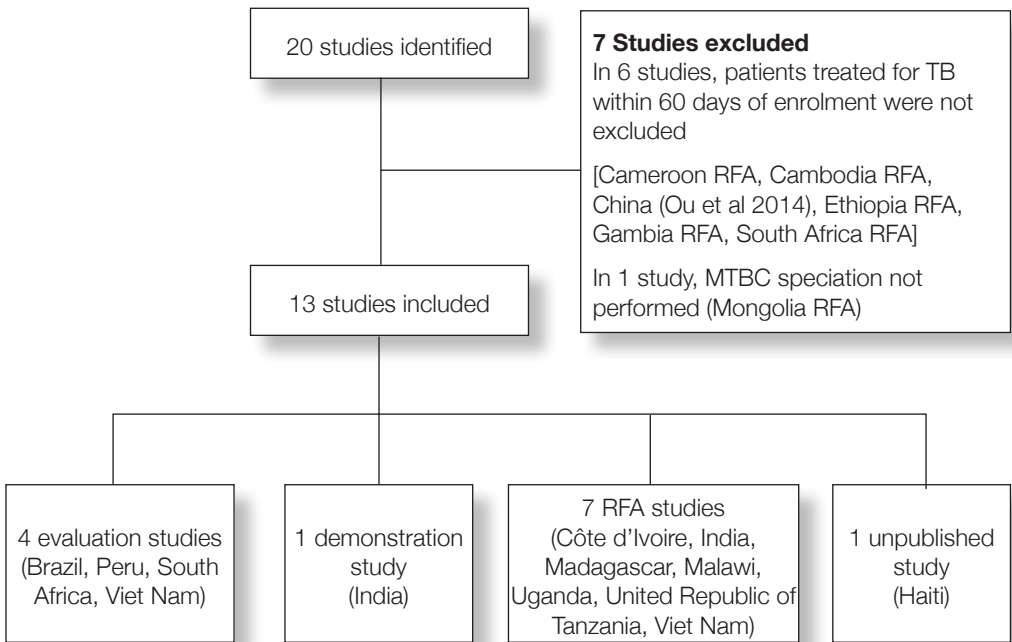 20 studies identified
7 Studies excluded
In 6 studies, patients treated for TB
within 60 days of enrolment were not
excluded
[Cameroon RFA, Cambodia RFA,
China (Ou et al 2014), Ethiopia RFA,
Gambia RFA, South Africa RFA]
In 1 study, MTBC speciation not
performed (Mongolia RFA)
13 studies included
4 evaluation studies
(Brazil, Peru, South
Africa, Viet Nam)
1 demonstration
study
(India)
7 RFA studies
(Côte d'Ivoire, India,
Madagascar, Malawi,
Uganda, United Republic of
Tanzania, Viet Nam)
1 unpublished
study
(Haiti)